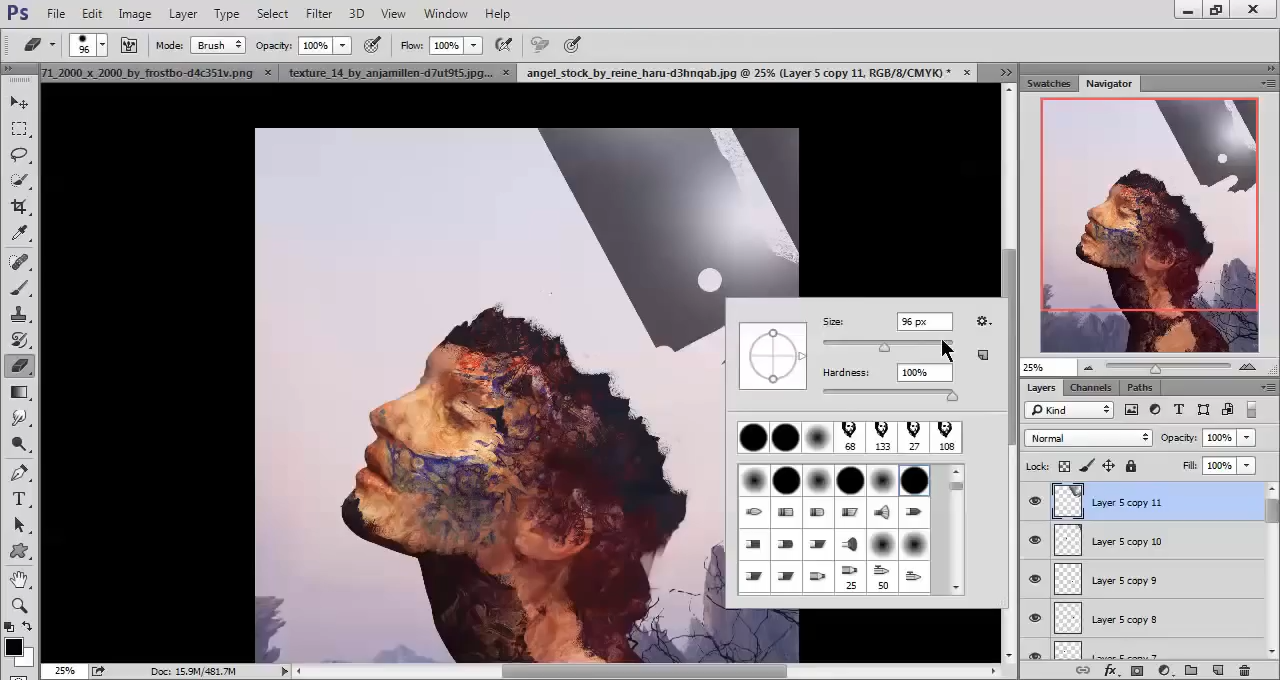 Ps File Edit Image Layer Type Select Filter 3D View Window Help
96 Mode: Brush Opacity: 100% Flow: 100%
71_2000_x_2000_by_frostbo-d4c351v.png × texture_14_by_anjamillen-d7ut9t5.jpg... × angel_stock_by_reine_haru-d3hnqab.jpg @ 25% (Layer 5 copy 11, RGB/8/CMYK) * ×
Swatches Navigator
Size: 96 px
Hardness: 100%
68 133 27 108
25 50
25%
Layers Channels Paths
Kind
Normal Opacity: 100%
Lock: Fill: 100%
Layer 5 copy 11
Layer 5 copy 10
Layer 5 copy 9
Layer 5 copy 8
Layer 5 copy 7
25% Doc: 15.9M/481.7M